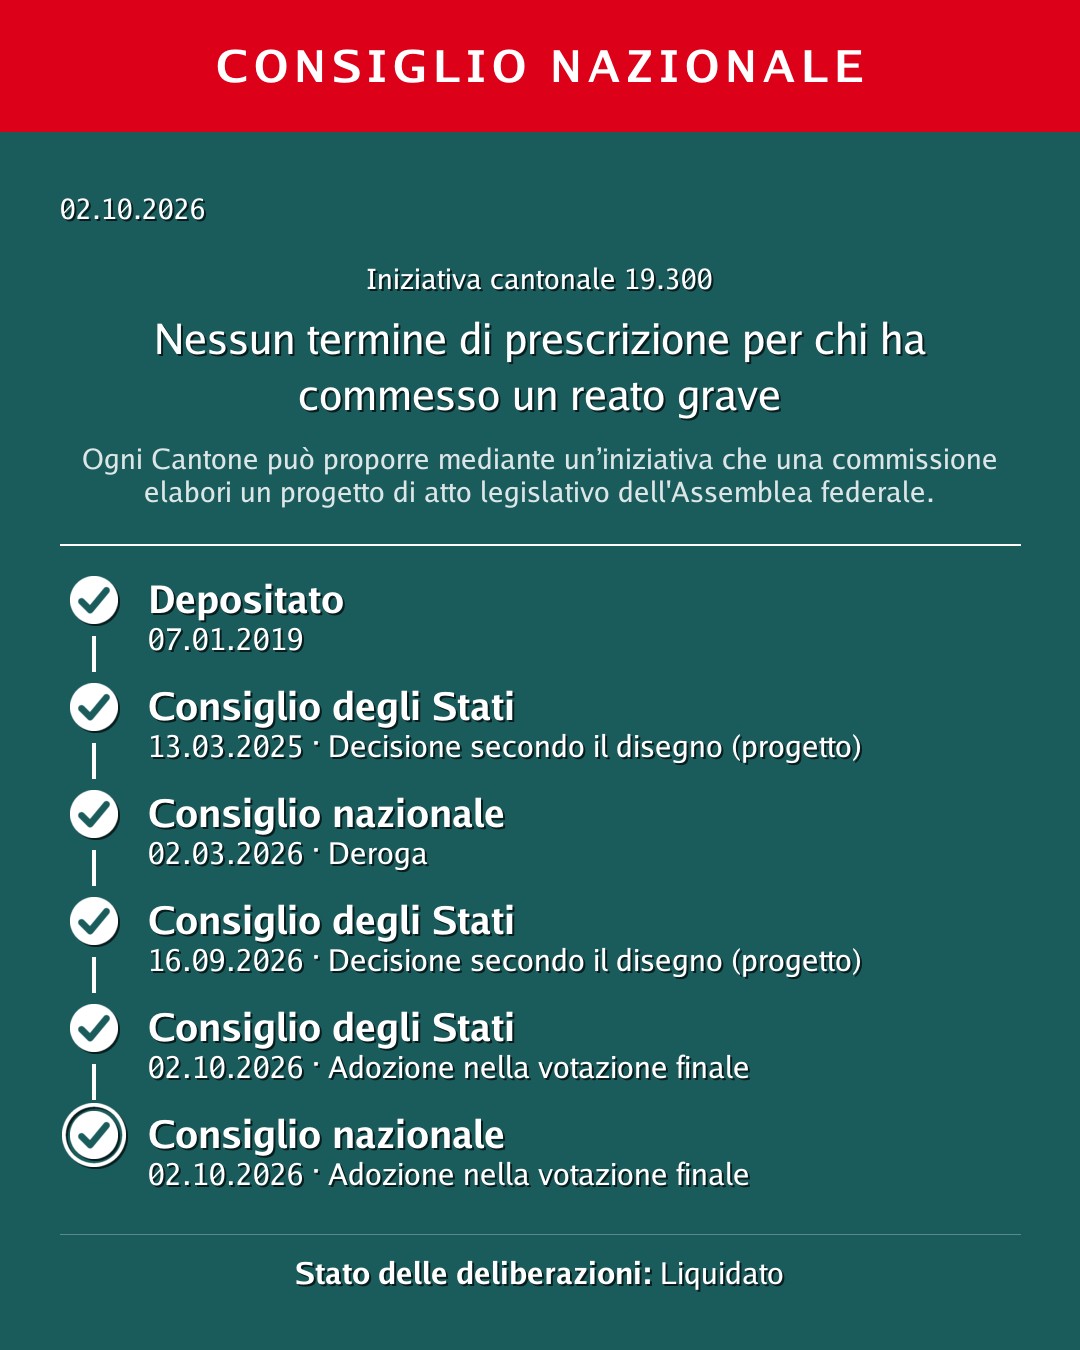 CONSIGLIO NAZIONALE
02.10.2026
Iniziativa cantonale 19.300
Nessun termine di prescrizione per chi ha
commesso un reato grave
Ogni Cantone può proporre mediante un’iniziativa che una commissione
elabori un progetto di atto legislativo dell'Assemblea federale.
Depositato
07.01.2019
Consiglio degli Stati
13.03.2025 · Decisione secondo il disegno (progetto)
Consiglio nazionale
02.03.2026 · Deroga
Consiglio degli Stati
16.09.2026 · Decisione secondo il disegno (progetto)
Consiglio degli Stati
02.10.2026 · Adozione nella votazione finale
Consiglio nazionale
02.10.2026 · Adozione nella votazione finale
Stato delle deliberazioni: Liquidato